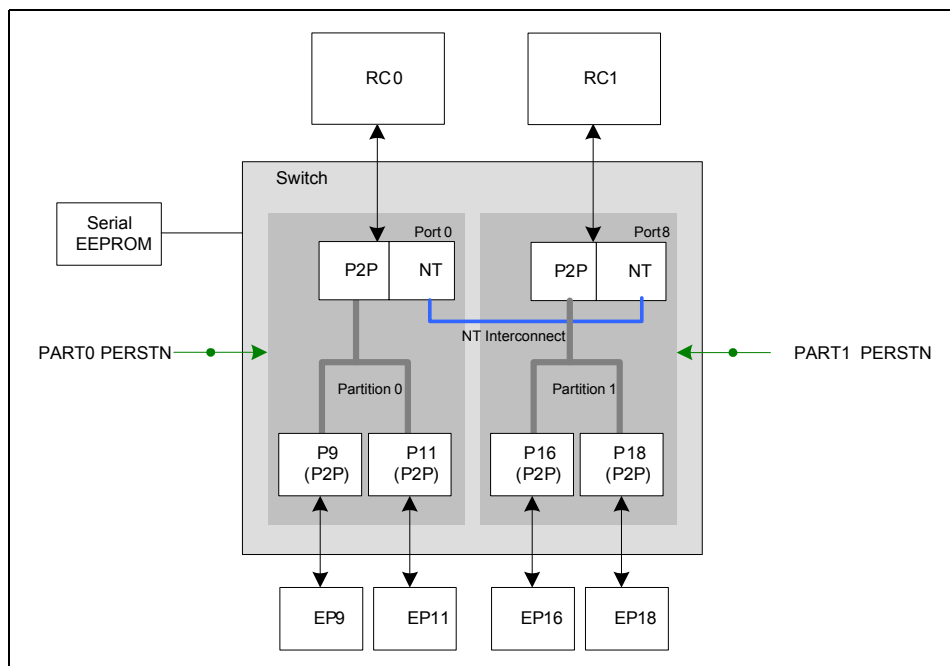 RC0
RC1
Switch
Serial
EEPROM
Port 0
Port8
P2P
NT
P2P
NT
NT Interconnect
PART0 PERSTN
PART1 PERSTN
Partition 0
Partition 1
P9
(P2P)
P11
(P2P)
P16
(P2P)
P18
(P2P)
EP9
EP11
EP16
EP18